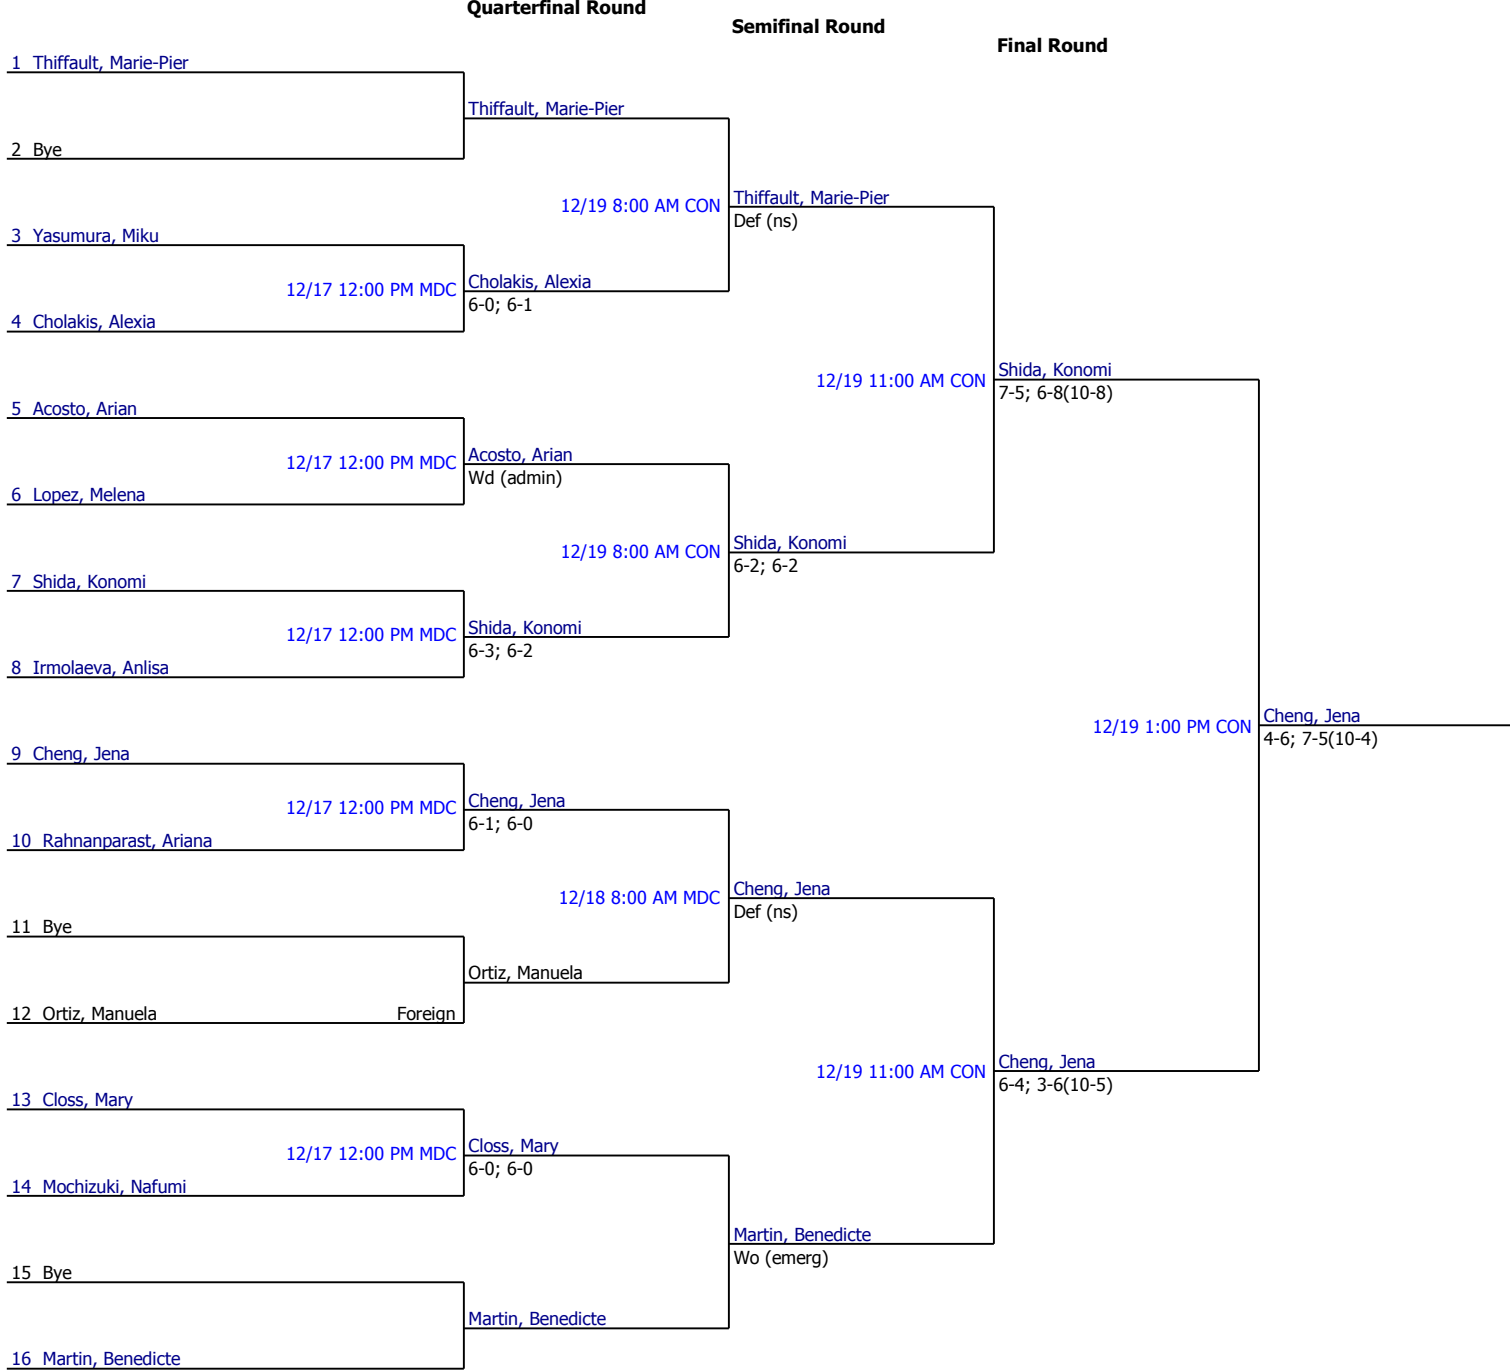 Quarterfinal Round
Semifinal Round
Final Round
1 Thiffault, Marie-Pier
Thiffault, Marie-Pier
2 Bye
12/19 8:00 AM CON
Thiffault, Marie-Pier
Def (ns)
3 Yasumura, Miku
12/17 12:00 PM MDC
Cholakis, Alexia
6-0; 6-1
4 Cholakis, Alexia
12/19 11:00 AM CON
Shida, Konomi
7-5; 6-8(10-8)
5 Acosto, Arian
12/17 12:00 PM MDC
Acosto, Arian
Wd (admin)
6 Lopez, Melena
12/19 8:00 AM CON
Shida, Konomi
6-2; 6-2
7 Shida, Konomi
12/17 12:00 PM MDC
Shida, Konomi
6-3; 6-2
8 Irmolaeva, Anlisa
12/19 1:00 PM CON
Cheng, Jena
4-6; 7-5(10-4)
9 Cheng, Jena
12/17 12:00 PM MDC
Cheng, Jena
6-1; 6-0
10 Rahnanparast, Ariana
12/18 8:00 AM MDC
Cheng, Jena
Def (ns)
11 Bye
Ortiz, Manuela
12 Ortiz, Manuela Foreign
12/19 11:00 AM CON
Cheng, Jena
6-4; 3-6(10-5)
13 Closs, Mary
12/17 12:00 PM MDC
Closs, Mary
6-0; 6-0
14 Mochizuki, Nafumi
Martin, Benedicte
Wo (emerg)
15 Bye
Martin, Benedicte
16 Martin, Benedicte